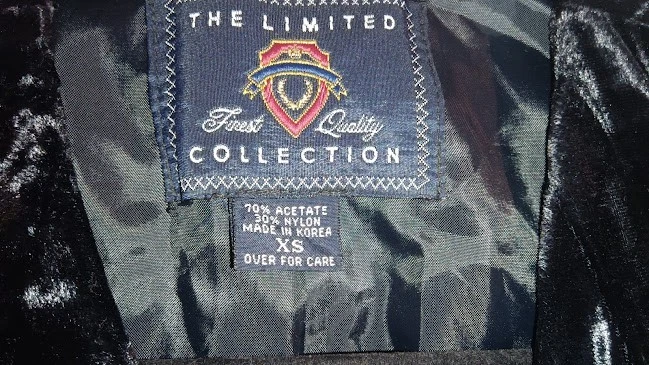 THE LIMITED
Finest Quality
COLLECTION
70% ACETATE
30% NYLON
MADE IN KOREA
XS
OVER FOR CARE